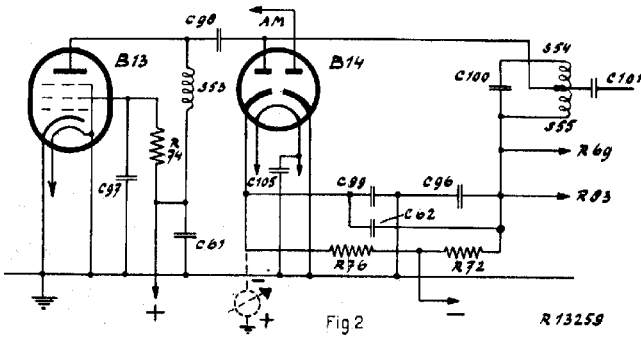 C98
AM
B13
B14
S53
C100
S54
C101
S55
R69
R74
C97
C105
C99
C96
R83
C62
C61
R76
R72
+
-
+
-
Fig 2
R13259